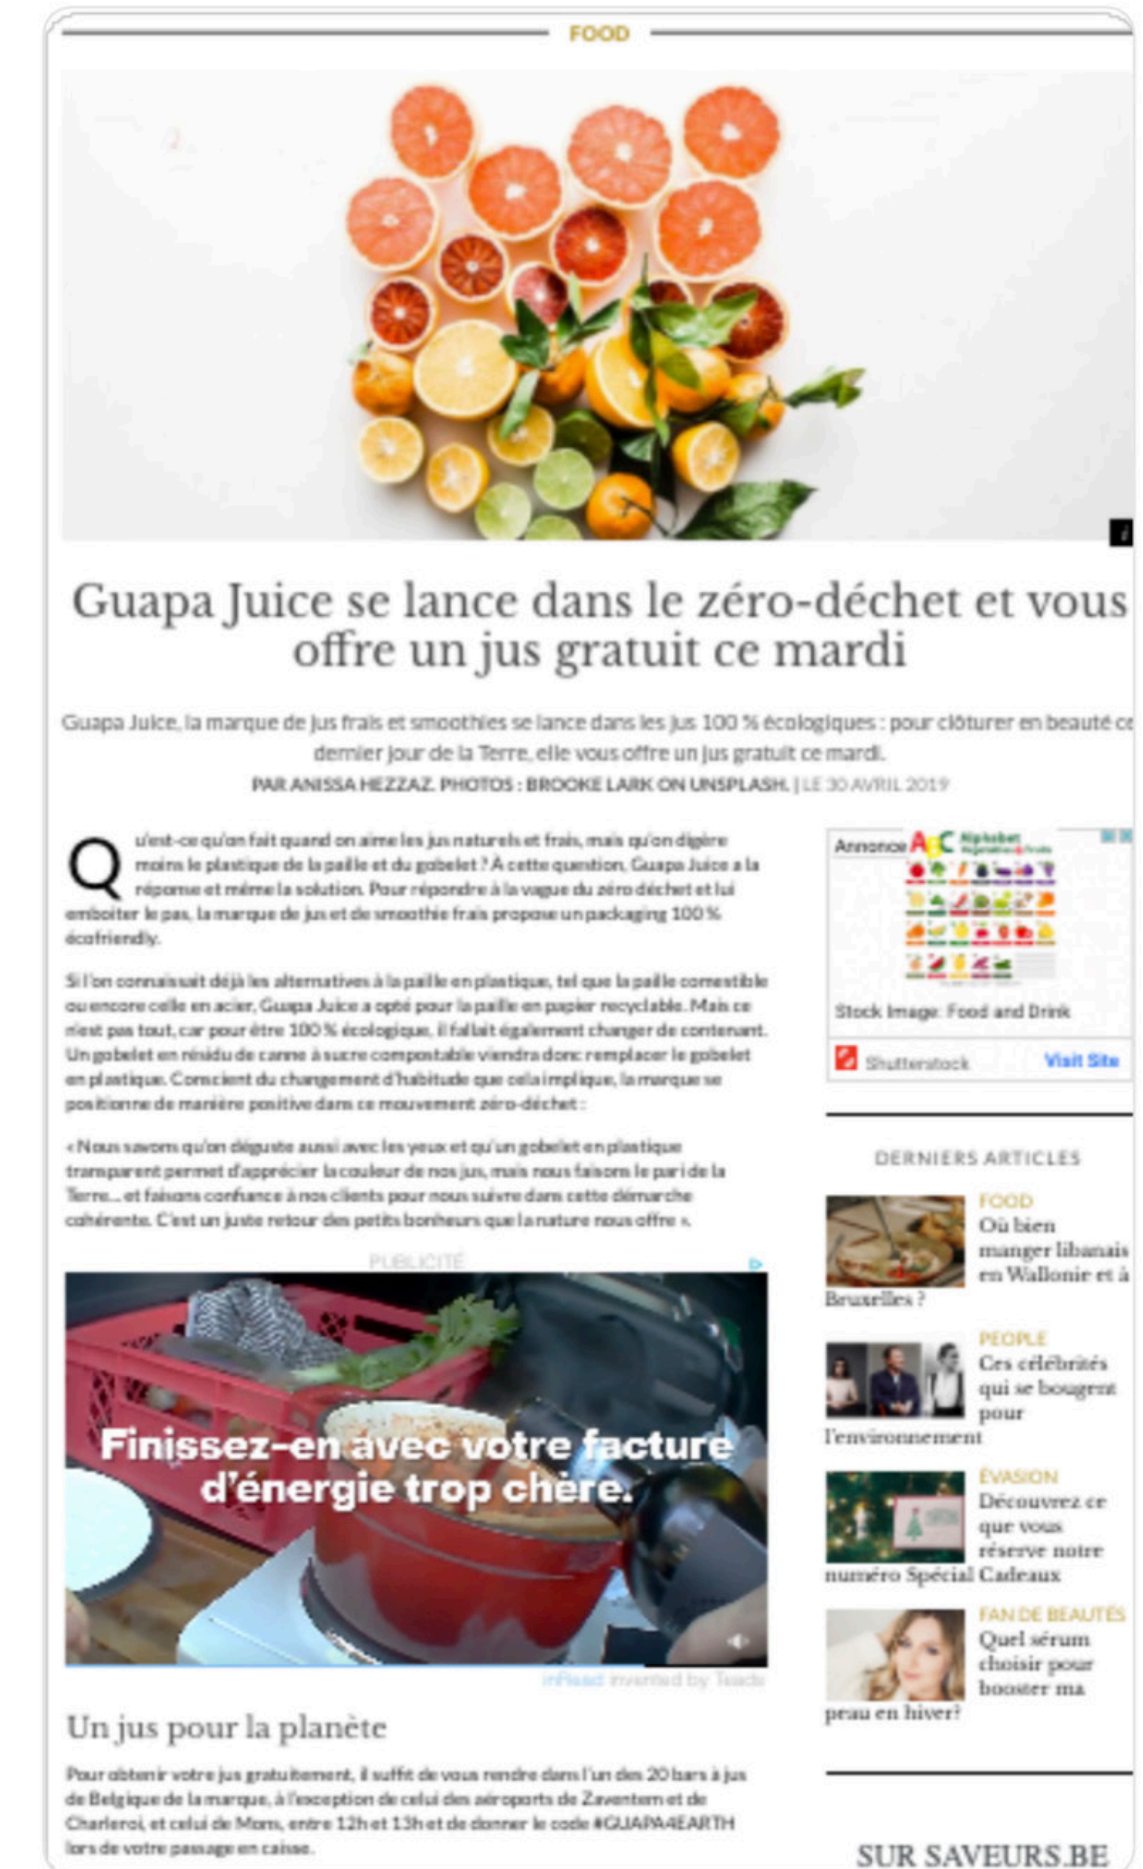 FOOD
Guapa Juice se lance dans le zéro-déchet et vous
offre un jus gratuit ce mardi
Guapa Juice, la marque de jus frais et smoothies se lance dans les jus 100 % écologiques : pour clôturer en beauté ce
dernier jour de la Terre, elle vous offre un jus gratuit ce mardi.
PAR ANISSA HEZZAZ. PHOTOS : BROOKE LARK ON UNSPLASH. | LE 30 AVRIL 2019
Qu'est-ce qu'on fait quand on aime les jus naturels et frais, mais qu'on digère
moins le plastique de la paille et du gobelet ? À cette question, Guapa Juice a la
réponse et même la solution. Pour répondre à la vague du zéro déchet et lui
emboiter le pas, la marque de jus et de smoothie frais propose un packaging 100 %
écofriendly.
Si l'on connaissait déjà les alternatives à la paille en plastique, tel que la paille comestible
ou encore celle en acier, Guapa Juice a opté pour la paille en papier recyclable. Mais ce
n'est pas tout, car pour être 100 % écologique, il fallait également changer de contenant.
Un gobelet en résidu de canne à sucre compostable viendra donc remplacer le gobelet
en plastique. Conscient du changement d'habitude que cela implique, la marque se
positionne de manière positive dans ce mouvement zéro-déchet :
« Nous savons qu'on déguste aussi avec les yeux et qu'un gobelet en plastique
transparent permet d'apprécier la couleur de nos jus, mais nous faisons le pari de la
Terre... et faisons confiance à nos clients pour nous suivre dans cette démarche
cohérente. C'est un juste retour des petits bonheurs que la nature nous offre ».
PUBLICITÉ
Finissez-en avec votre facture
d'énergie trop chère.
inRead invented by Teads
Un jus pour la planète
Pour obtenir votre jus gratuitement, il suffit de vous rendre dans l'un des 20 bars à jus
de Belgique de la marque, à l'exception de celui des aéroports de Zaventem et de
Charleroi, et celui de Mons, entre 12h et 13h et de donner le code #GUAPA4EARTH
lors de votre passage en caisse.
Annonce
ABC Alphabet
Stock Image: Food and Drink
Shutterstock Visit Site
DERNIERS ARTICLES
FOOD
Où bien
manger libanais
en Wallonie et à
Bruxelles ?
PEOPLE
Ces célébrités
qui se bougent
pour
l'environnement
ÉVASION
Découvrez ce
que vous
réserve notre
numéro Spécial Cadeaux
FAN DE BEAUTÉS
Quel sérum
choisir pour
booster ma
peau en hiver?
SUR SAVEURS.BE